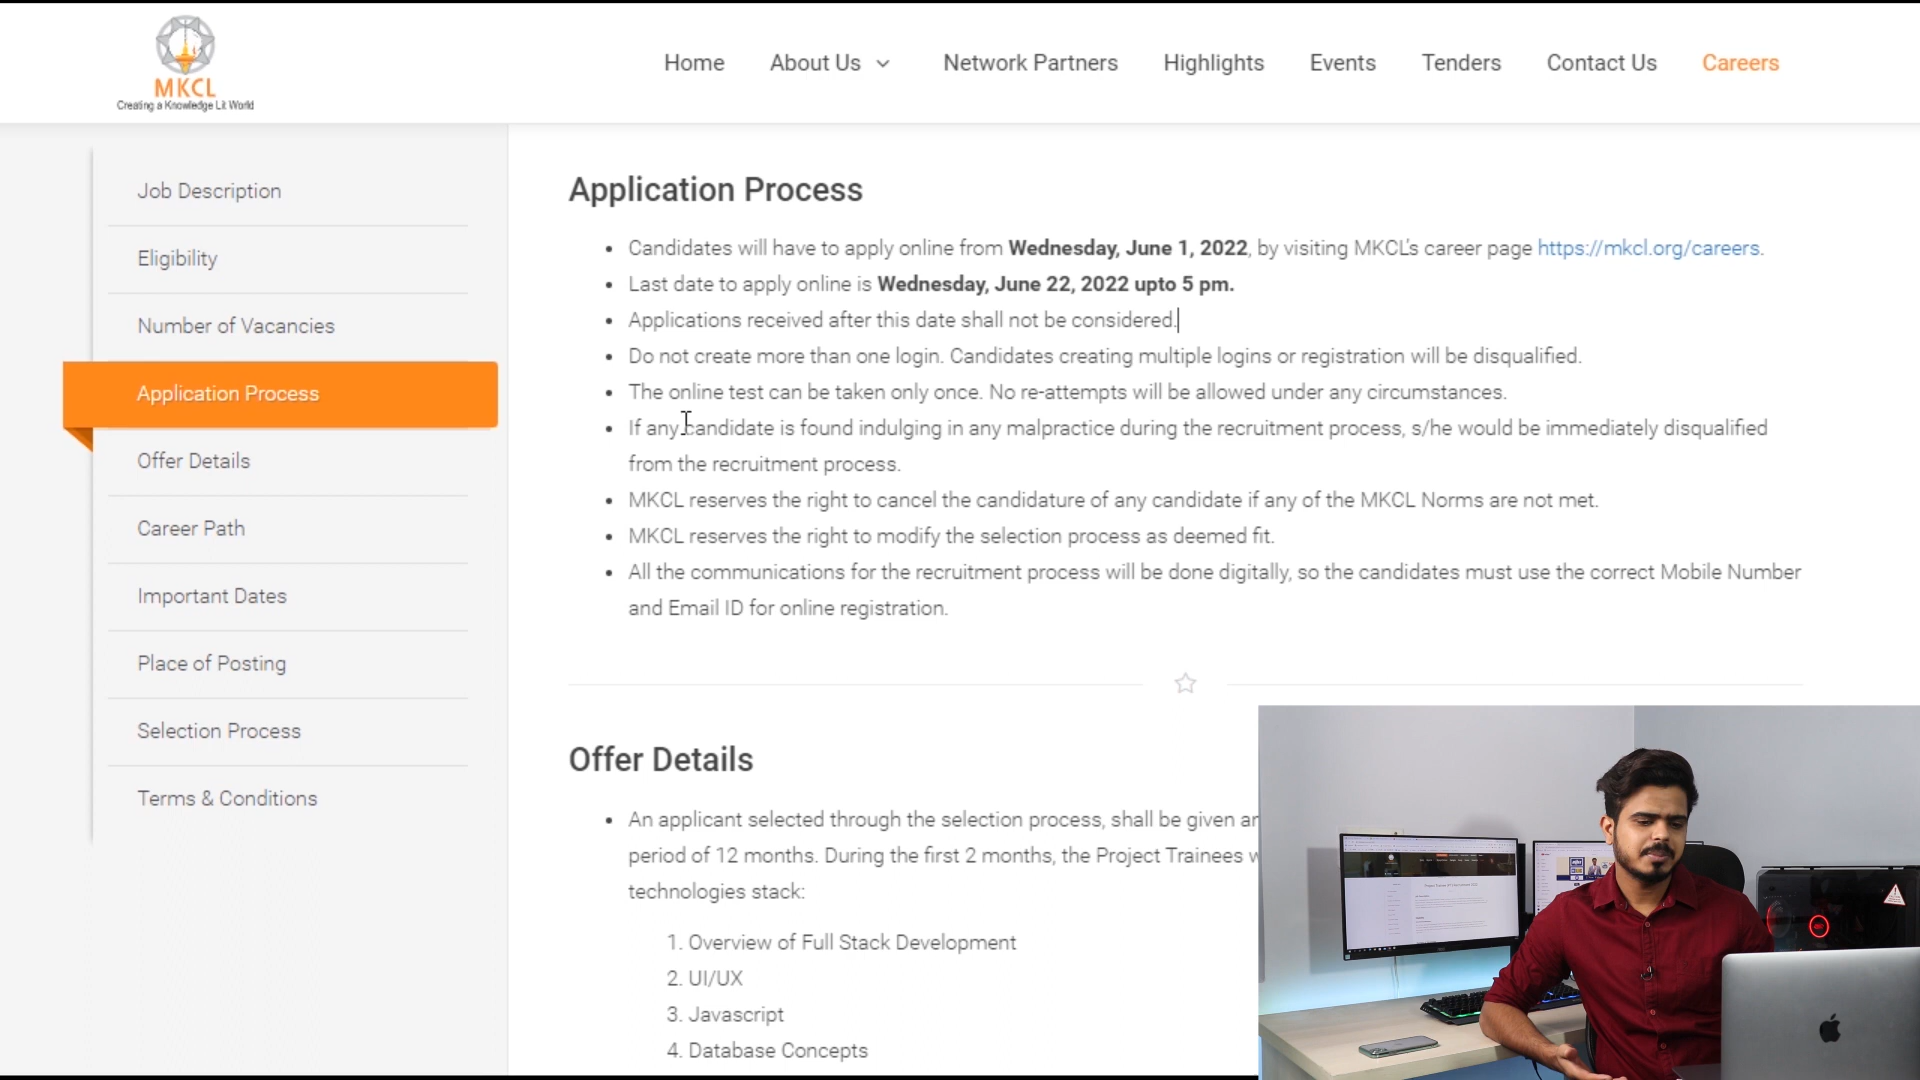 MKCL
Creating a Knowledge Lit World
Home About Us Network Partners Highlights Events Tenders Contact Us Careers
Job Description
Eligibility
Number of Vacancies
Application Process
Offer Details
Career Path
Important Dates
Place of Posting
Selection Process
Terms & Conditions
Application Process
• Candidates will have to apply online from Wednesday, June 1, 2022, by visiting MKCL's career page https://mkcl.org/careers.
• Last date to apply online is Wednesday, June 22, 2022 upto 5 pm.
• Applications received after this date shall not be considered.
• Do not create more than one login. Candidates creating multiple logins or registration will be disqualified.
• The online test can be taken only once. No re-attempts will be allowed under any circumstances.
• If any candidate is found indulging in any malpractice during the recruitment process, s/he would be immediately disqualified
from the recruitment process.
• MKCL reserves the right to cancel the candidature of any candidate if any of the MKCL Norms are not met.
• MKCL reserves the right to modify the selection process as deemed fit.
• All the communications for the recruitment process will be done digitally, so the candidates must use the correct Mobile Number
and Email ID for online registration.
Offer Details
• An applicant selected through the selection process, shall be given
period of 12 months. During the first 2 months, the Project Trainees
technologies stack:
1. Overview of Full Stack Development
2. UI/UX
3. Javascript
4. Database Concepts